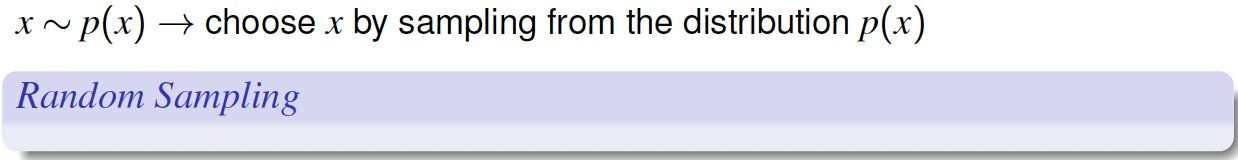 x ∼ p(x) → choose x by sampling from the distribution p(x)
Random Sampling